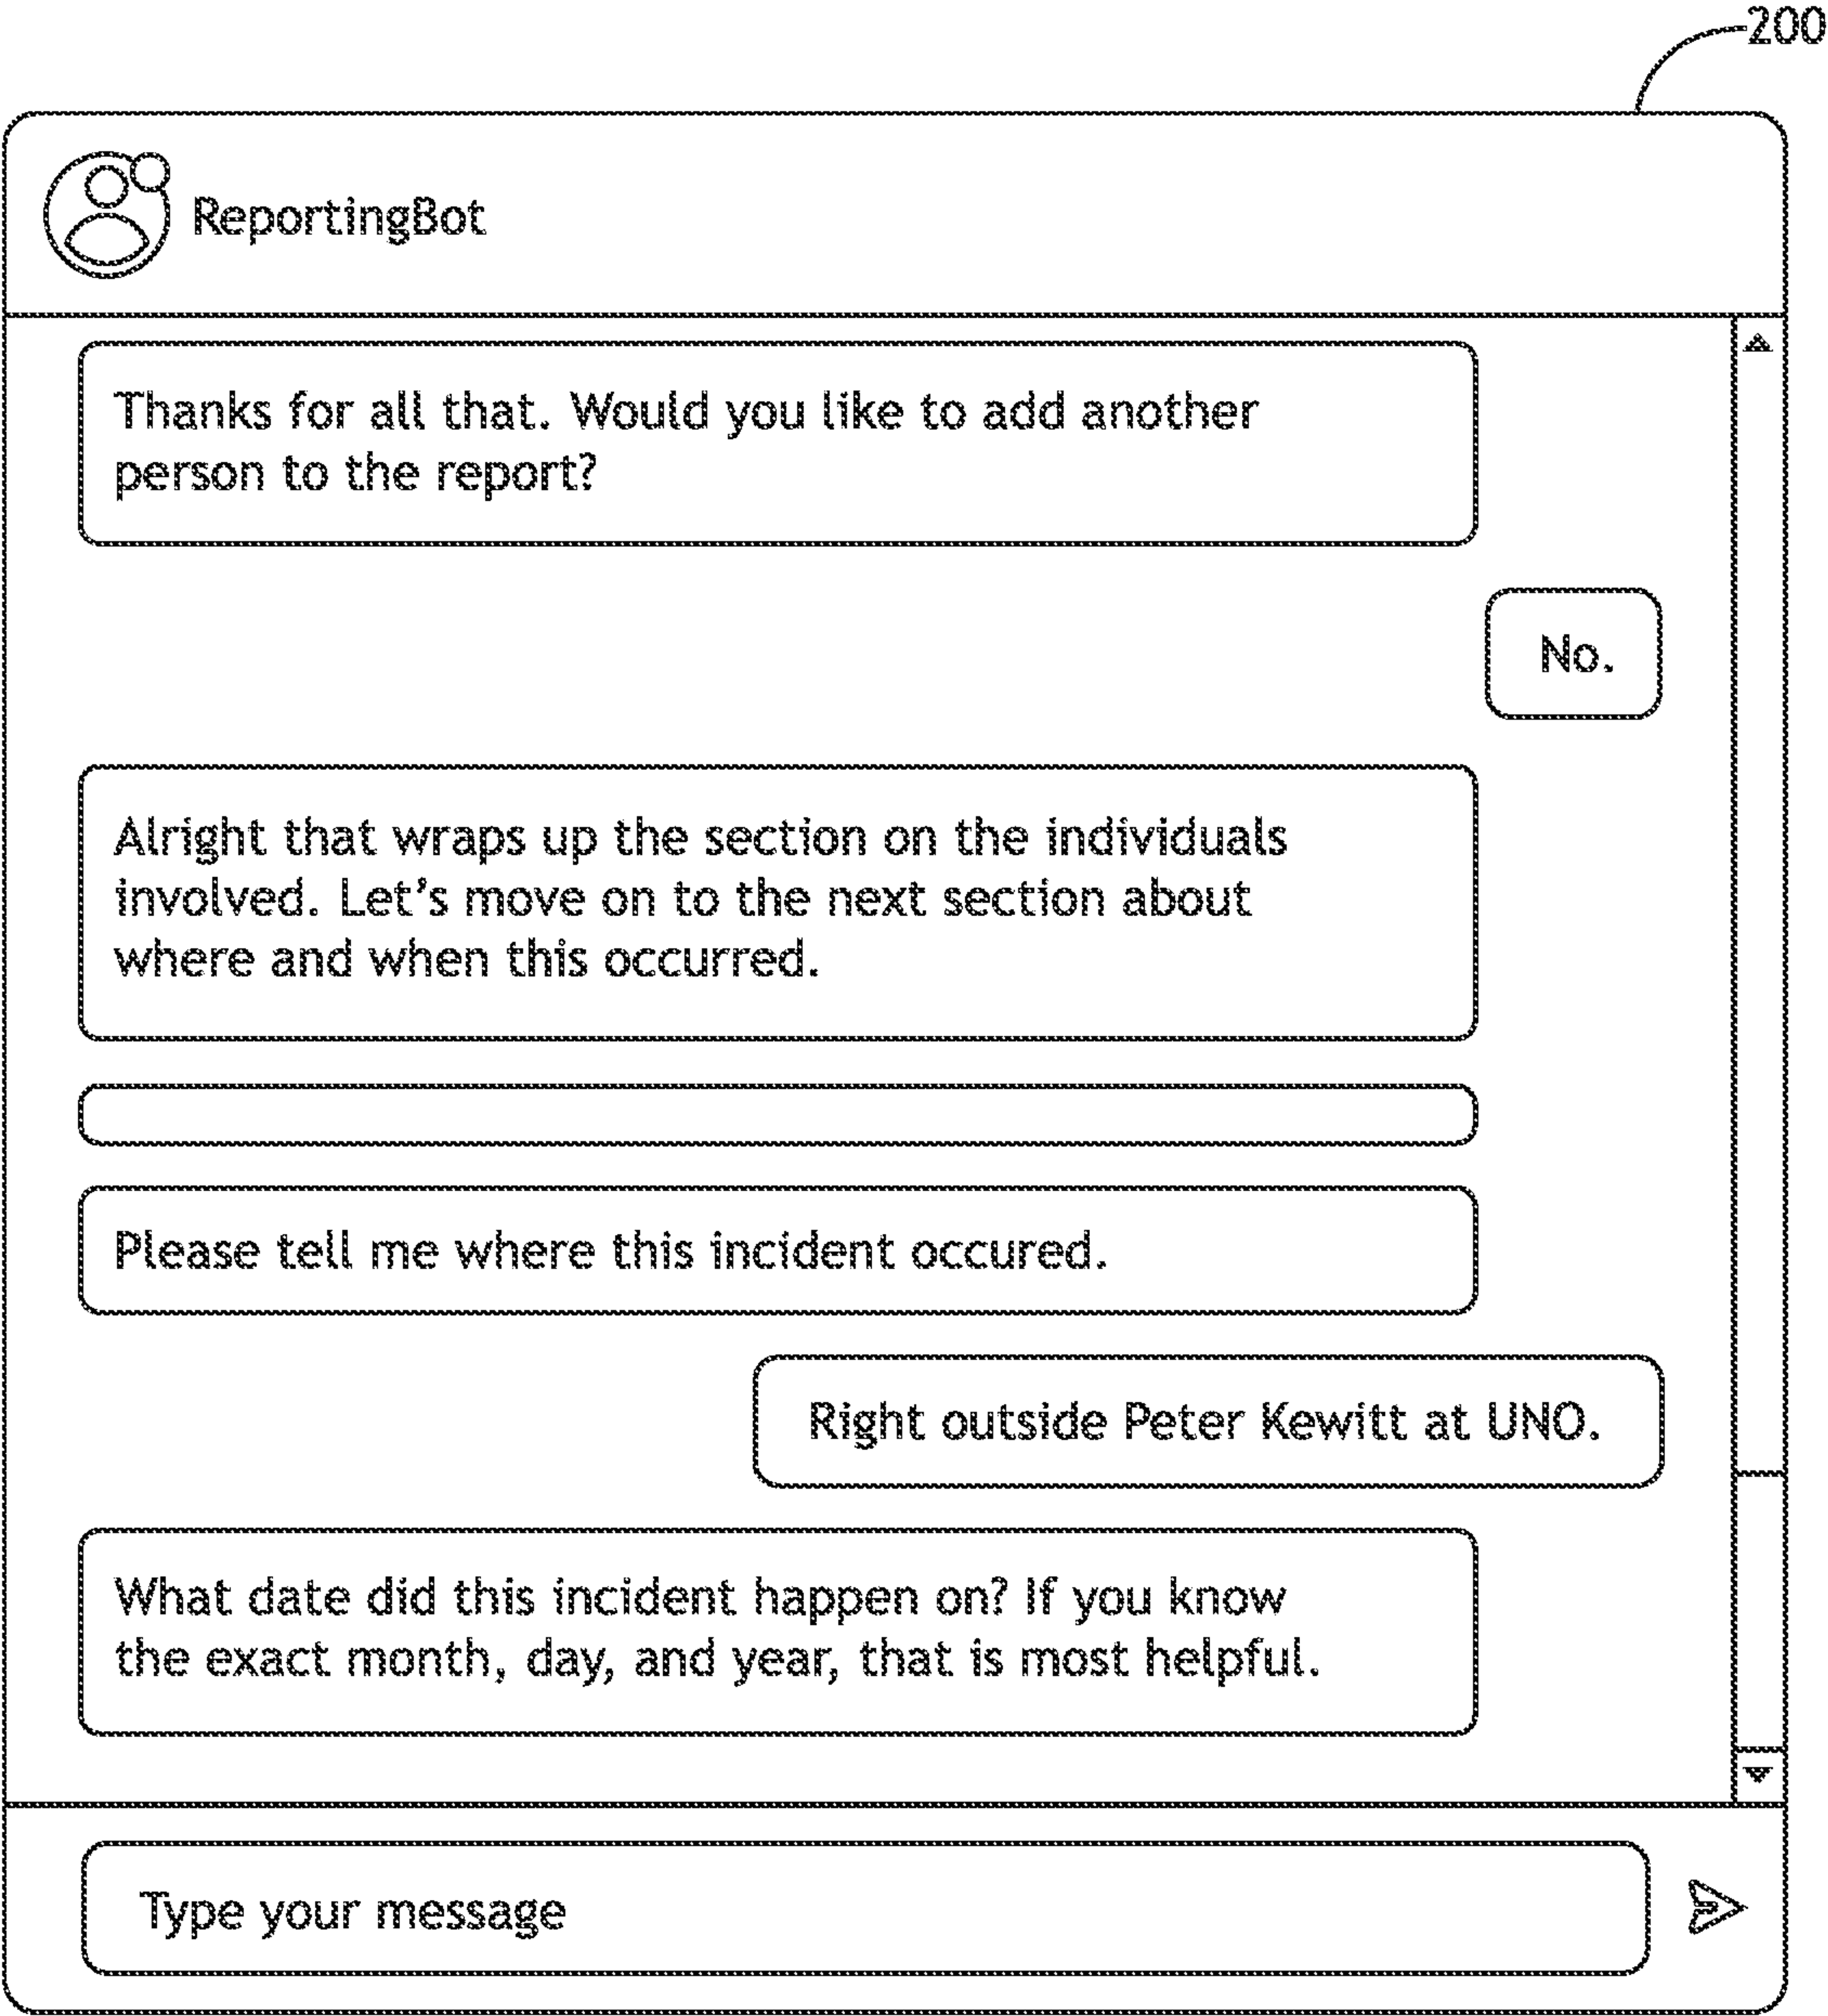 200
ReportingBot
Thanks for all that. Would you like to add another
person to the report?
No.
Alright that wraps up the section on the individuals
involved. Let's move on to the next section about
where and when this occurred.
Please tell me where this incident occured.
Right outside Peter Kewitt at UNO.
What date did this incident happen on? If you know
the exact month, day, and year, that is most helpful.
Type your message